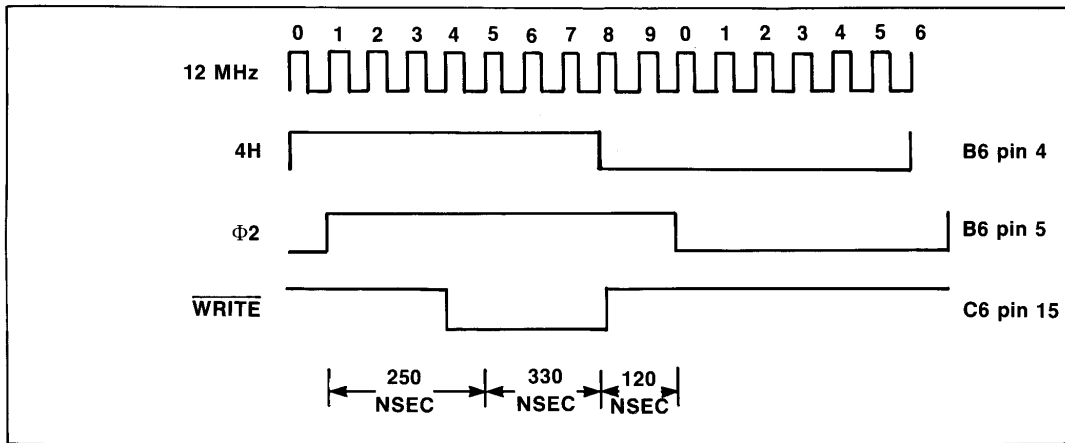 0 1 2 3 4 5 6 7 8 9 0 1 2 3 4 5 6
12 MHz
4H B6 pin 4
Φ2 B6 pin 5
WRITE C6 pin 15
250 NSEC 330 NSEC 120 NSEC